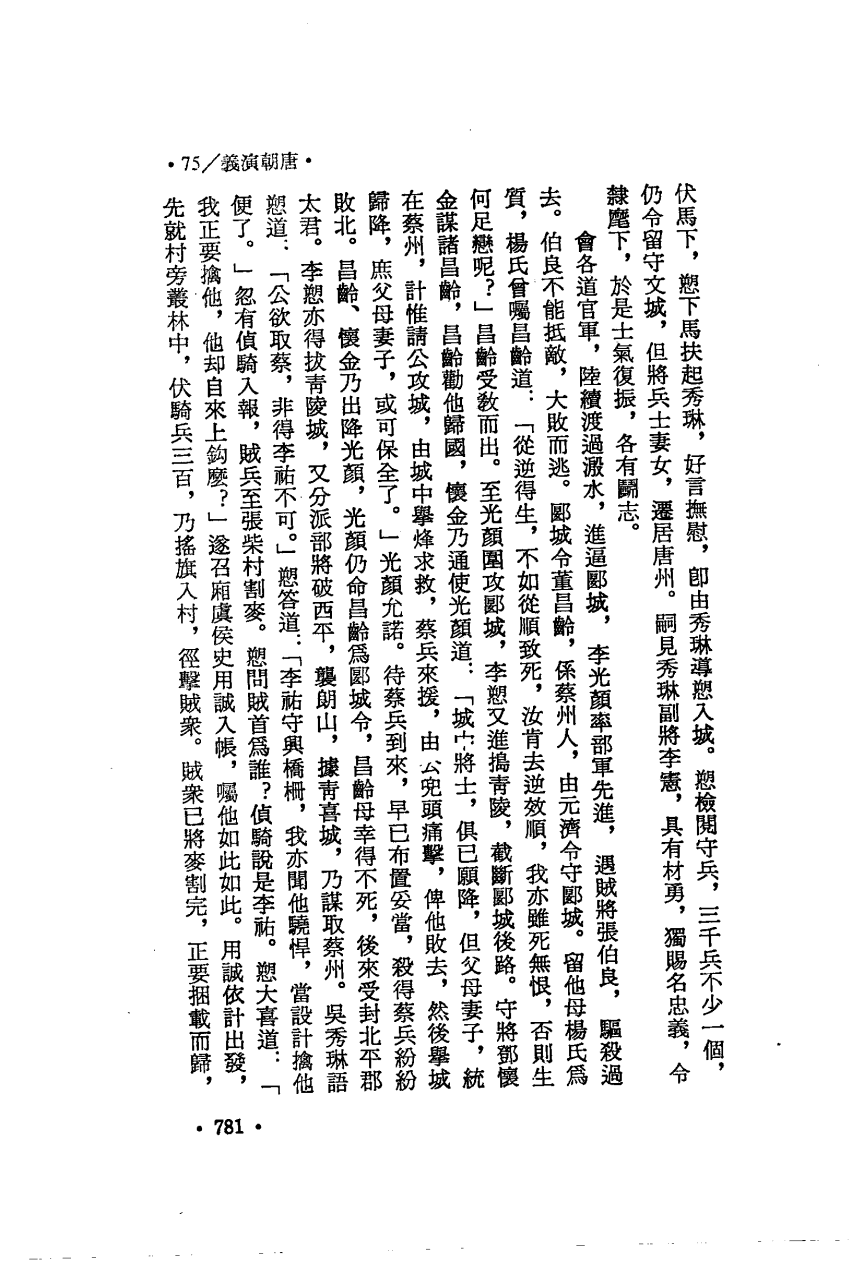 •75／義演朝唐•
伏馬下，愬下馬扶起秀琳，好言撫慰，卽由秀琳導愬入城。愬檢閱守兵，三千兵不少一個，
仍令留守文城，但將兵士妻女，遷居唐州。嗣見秀琳副將李憲，具有材勇，獨賜名忠義，令
隸麾下，於是士氣復振，各有鬭志。
會各道官軍，陸續渡過溵水，進逼郾城，李光顏率部軍先進，遇賊將張伯良，驅殺過
去。伯良不能抵敵，大敗而逃。郾城令董昌齡，係蔡州人，由元濟令守郾城。留他母楊氏爲
質，楊氏曾囑昌齡道：「從逆得生，不如從順致死，汝肯去逆效順，我亦雖死無恨，否則生
何足戀呢？」昌齡受敎而出。至光顏圍攻郾城，李愬又進搗靑陵，截斷郾城後路。守將鄧懷
金謀諸昌齡，昌齡勸他歸國，懷金乃通使光顏道：「城中將士，俱已願降，但父母妻子，統
在蔡州，計惟請公攻城，由城中擧烽求救，蔡兵來援，由公兜頭痛擊，俾他敗去，然後擧城
歸降，庶父母妻子，或可保全了。」光顏允諾。待蔡兵到來，早已布置妥當，殺得蔡兵紛紛
敗北。昌齡、懷金乃出降光顏，光顏仍命昌齡爲郾城令，昌齡母幸得不死，後來受封北平郡
太君。李愬亦得拔靑陵城，又分派部將破西平，襲朗山，據靑喜城，乃謀取蔡州。吳秀琳語
愬道：「公欲取蔡，非得李祐不可。」愬答道：「李祐守興橋柵，我亦聞他驍悍，當設計擒他
便了。」忽有偵騎入報，賊兵至張柴村割麥。愬問賊首爲誰？偵騎說是李祐。愬大喜道：「
我正要擒他，他却自來上鈎麼？」遂召廂虞侯史用誠入帳，囑他如此如此。用誠依計出發，
先就村旁叢林中，伏騎兵三百，乃搖旗入村，徑擊賊衆。賊衆已將麥割完，正要捆載而歸，
•781•